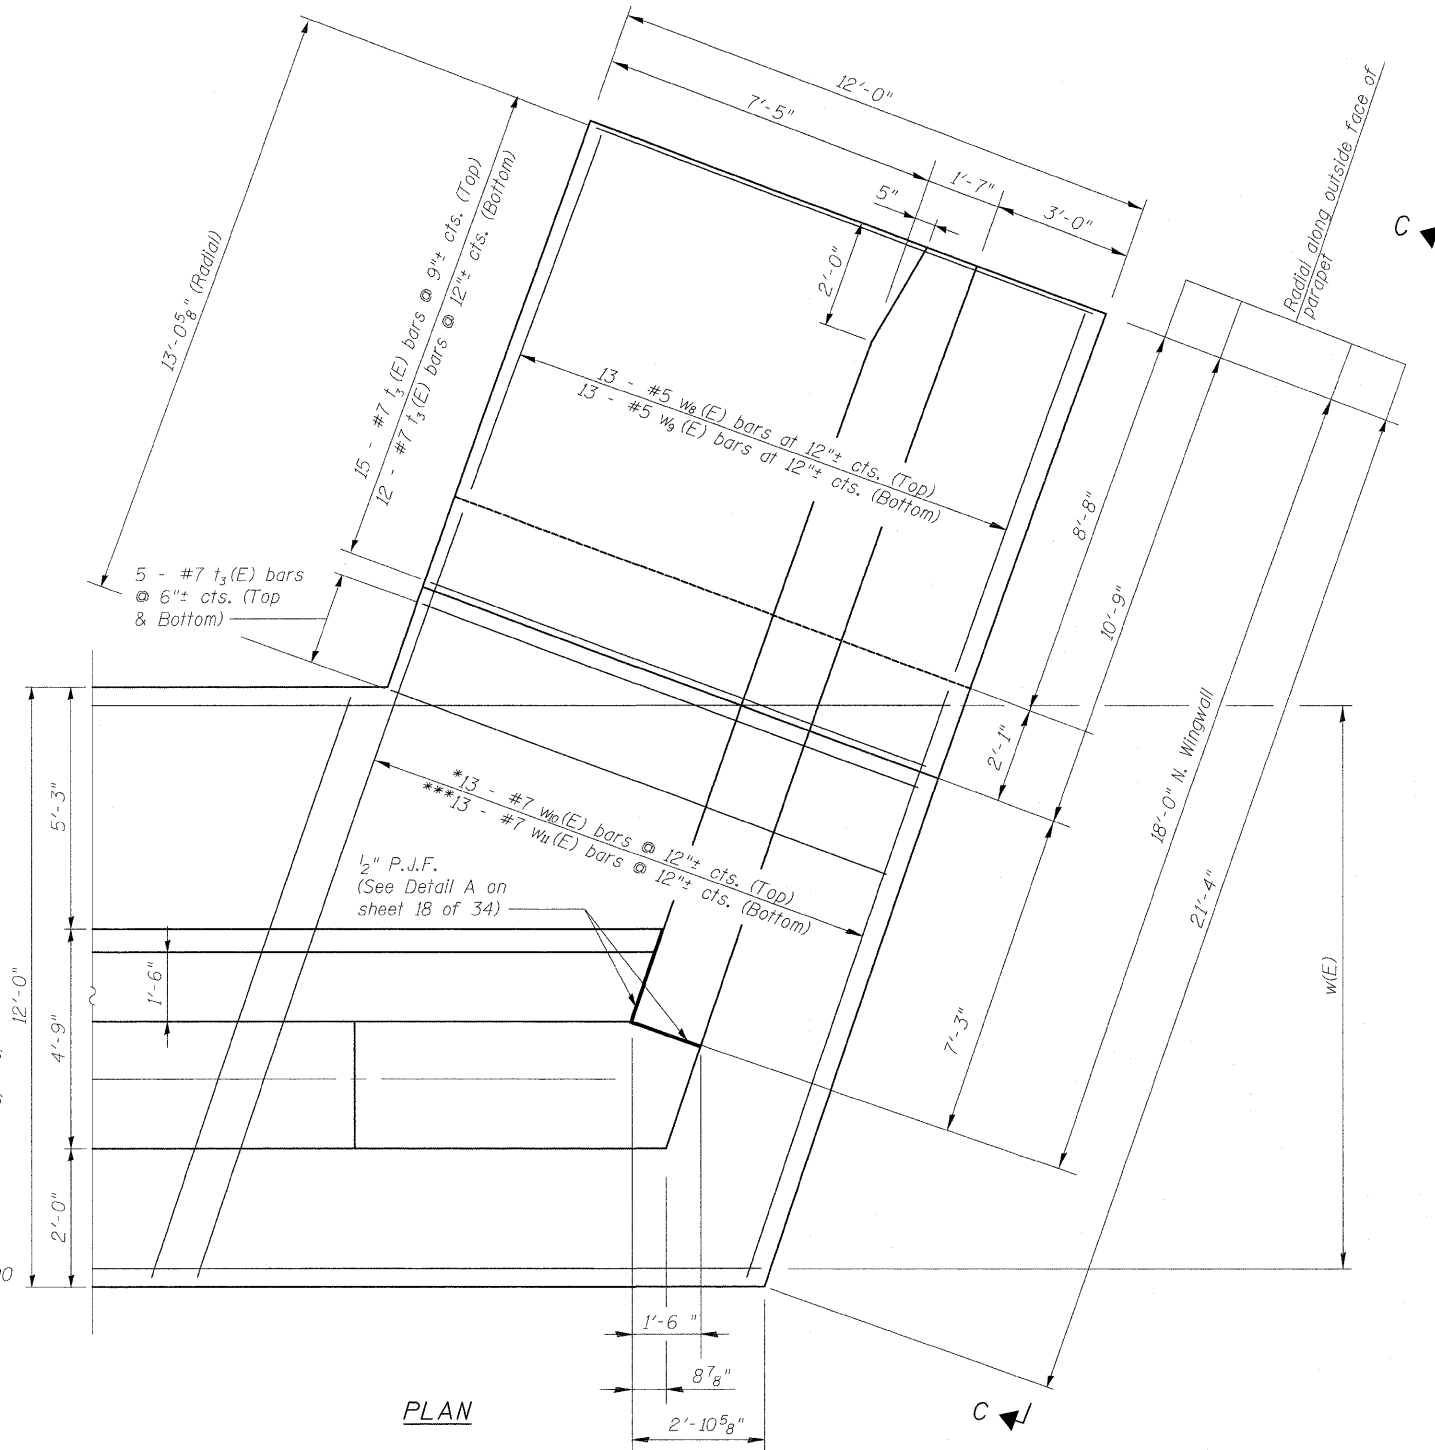 12'-0"
7'-5"
1'-7"
5"
3'-0"
2'-0"
Radial along outside face of
parapet
C
13'-0 5/8" (Radial)
15 - #7 t₃(E) bars @ 9"± cts. (Top)
12 - #7 t₃(E) bars @ 12"± cts. (Bottom)
13 - #5 w₈(E) bars at 12"± cts. (Top)
13 - #5 w₉(E) bars at 12"± cts. (Bottom)
8'-8"
10'-9"
5 - #7 t₃(E) bars
@ 6"± cts. (Top
& Bottom)
2'-1"
18'-0" N. Wingwall
21'-4"
5'-3"
*13 - #7 w₁₀(E) bars @ 12"± cts. (Top)
***13 - #7 w₁₁(E) bars @ 12"± cts. (Bottom)
1/2" P.J.F.
(See Detail A on
sheet 18 of 34)
12'-0"
1'-6"
4'-9"
w(E)
7'-3"
2'-0"
1'-6 "
8 7/8"
2'-10 5/8"
PLAN
C